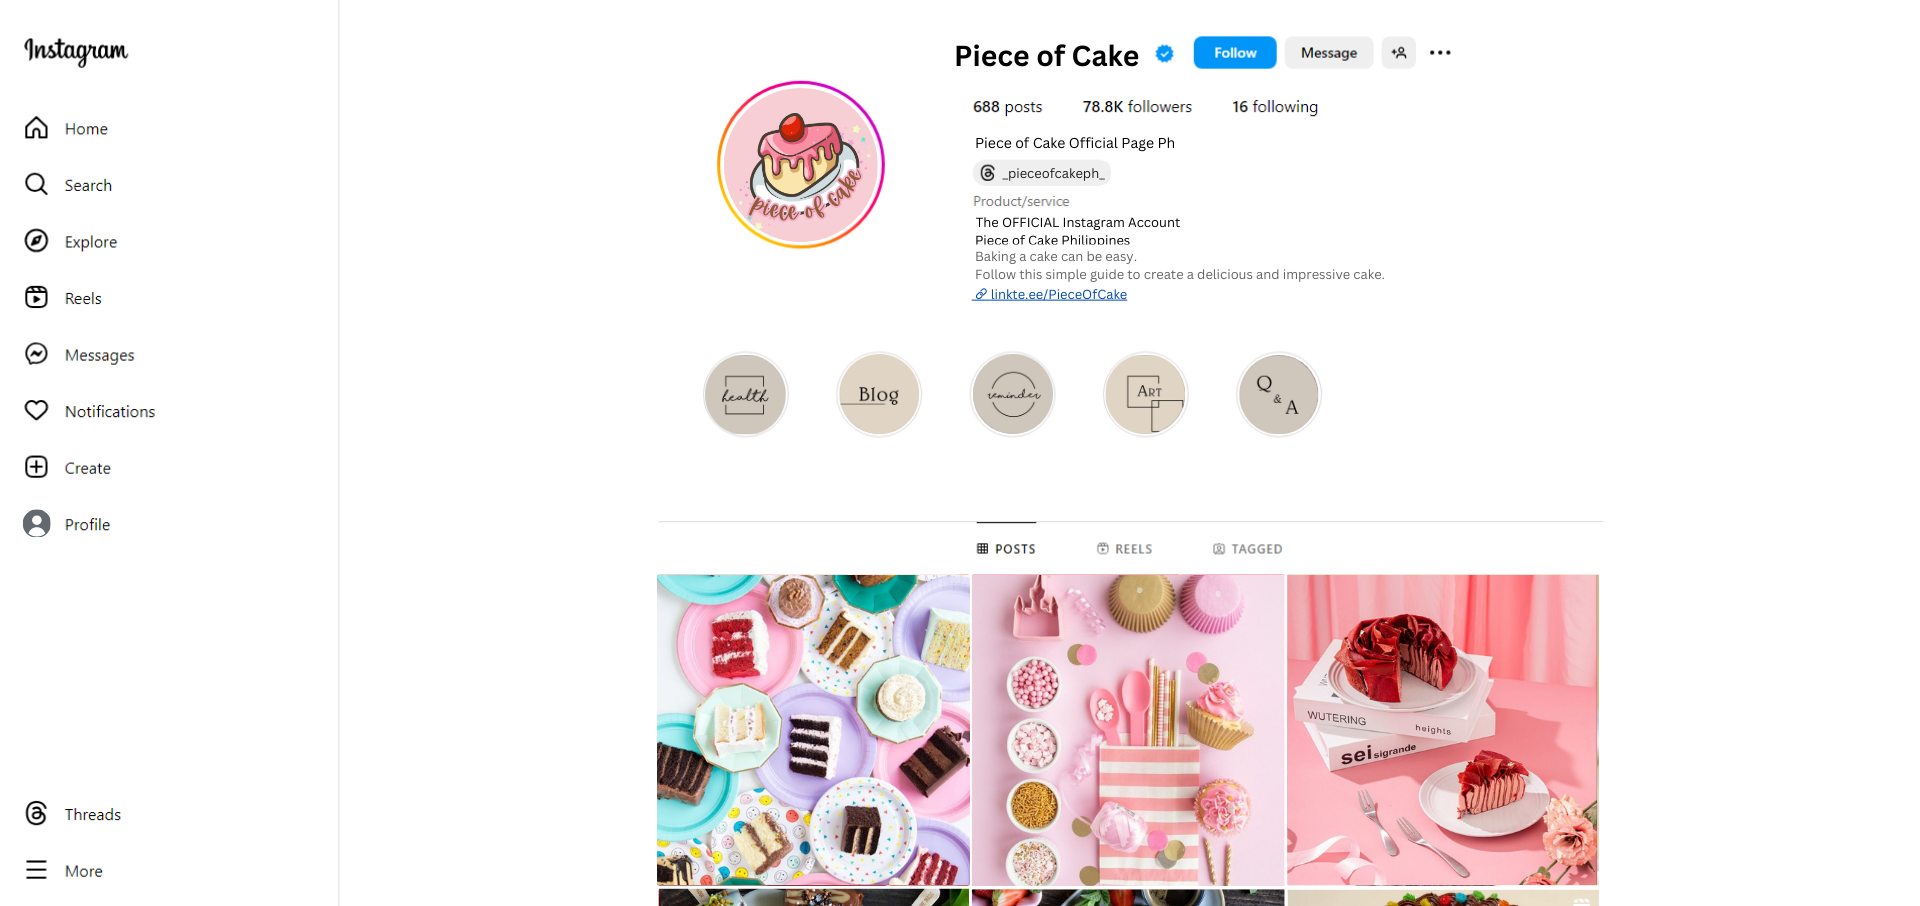 Instagram
Home
Search
Explore
Reels
Messages
Notifications
Create
Profile
Threads
More
Piece of Cake Follow Message
688 posts 78.8K followers 16 following
Piece of Cake Official Page Ph
_pieceofcakeph_
Product/service
The OFFICIAL Instagram Account
Piece of Cake Philippines
Baking a cake can be easy.
Follow this simple guide to create a delicious and impressive cake.
linkte.ee/PieceOfCake
piece-of-cake
health
Blog
reminder
ART
Q
&
A
POSTS REELS TAGGED
WUTERING heights
sei sigrande